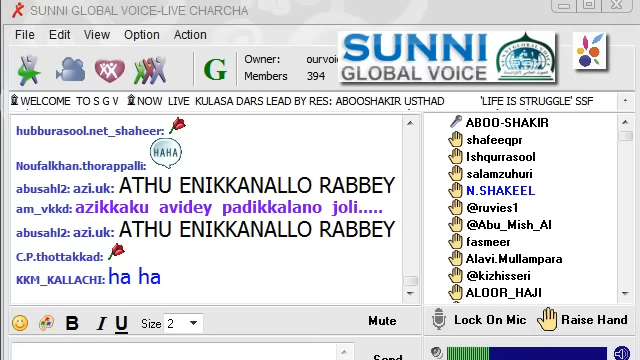 SUNNI GLOBAL VOICE-LIVE CHARCHA
File Edit View Option Action
G Owner: ourvoi
Members 394
SUNNI
GLOBAL VOICE
WELCOME TO S G V NOW LIVE KULASA DARS LEAD BY RES: ABOOSHAKIR USTHAD 'LIFE IS STRUGGLE' SSF
hubburasool.net_shaheer:
HAHA
Noufalkhan.thorappalli:
abusahl2: azi.uk: ATHU ENIKKANALLO RABBEY
am_vkkd: azikkaku avidey padikkalano joli.....
abusahl2: azi.uk: ATHU ENIKKANALLO RABBEY
C.P.thottakkad:
KKM_KALLACHI: ha ha
ABOO-SHAKIR
shafeeqpr
Ishqurrasool
salamzuhuri
N.SHAKEEL
@ruvies1
@Abu_Mish_Al
fasmeer
Alavi.Mullampara
@kizhisseri
ALOOR_HAJI
B I U Size 2 Mute
Lock On Mic Raise Hand
Send